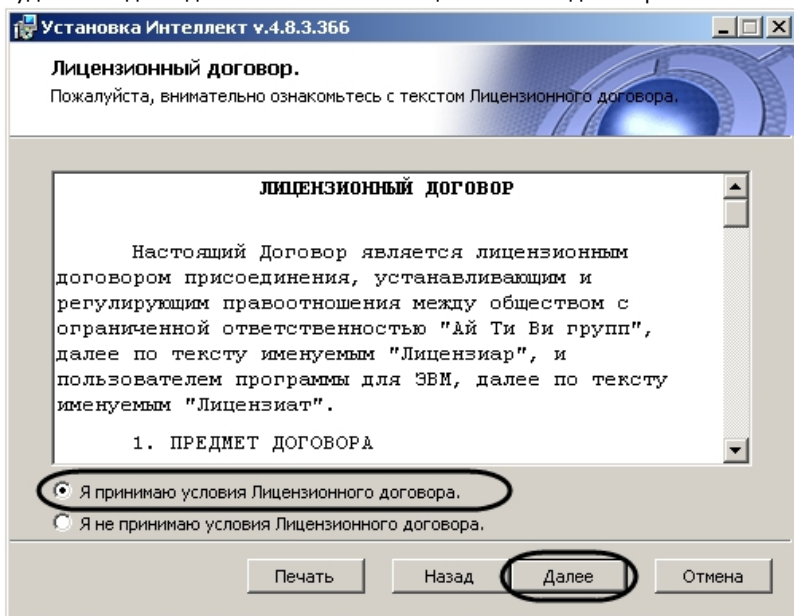 Установка Интеллект v.4.8.3.366
Лицензионный договор.
Пожалуйста, внимательно ознакомьтесь с текстом Лицензионного договора.
ЛИЦЕНЗИОННЫЙ ДОГОВОР
Настоящий Договор является лицензионным
договором присоединения, устанавливающим и
регулирующим правоотношения между обществом с
ограниченной ответственностью "Ай Ти Ви групп",
далее по тексту именуемым "Лицензиар", и
пользователем программы для ЭВМ, далее по тексту
именуемым "Лицензиат".
1. ПРЕДМЕТ ДОГОВОРА
Я принимаю условия Лицензионного договора.
Я не принимаю условия Лицензионного договора.
Печать Назад Далее Отмена